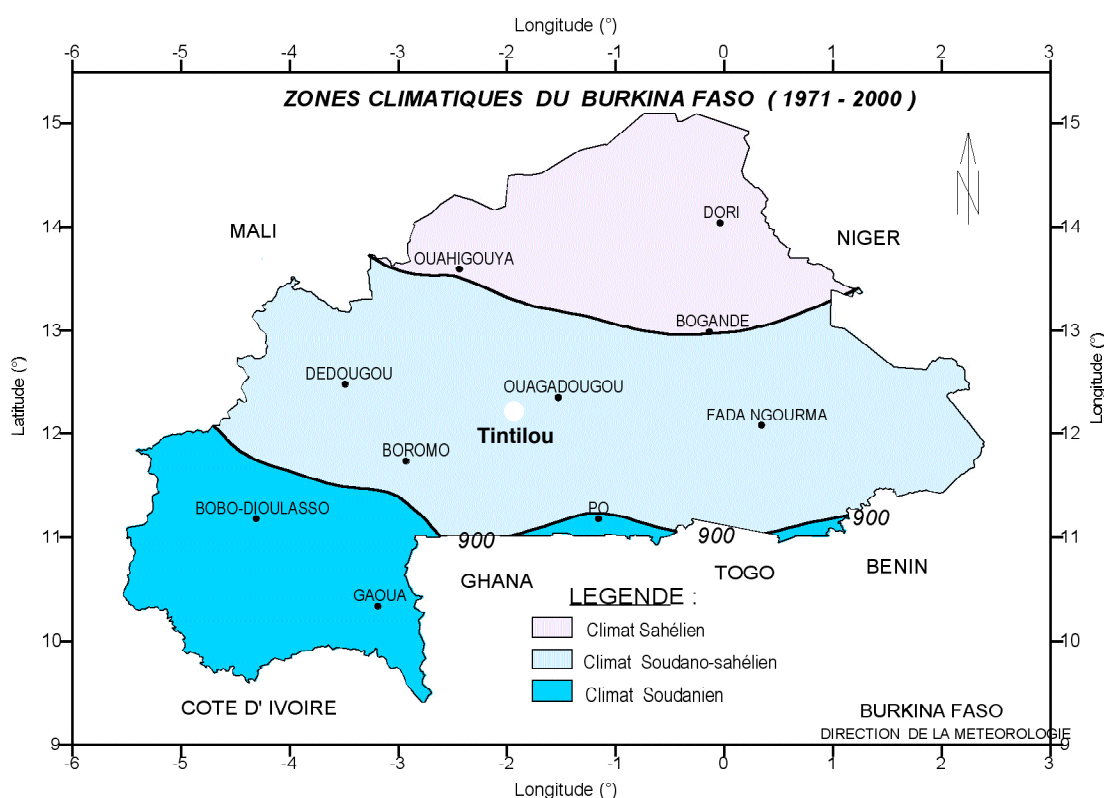 Longitude (°)
-6 -5 -4 -3 -2 -1 0 1 2 3
ZONES CLIMATIQUES DU BURKINA FASO ( 1971 - 2000 )
15 15
DORI
14 14
MALI
NIGER
OUAHIGOUYA
BOGANDE
13 13
Latitude (°)
Longitude (°)
DEDOUGOU
OUAGADOUGOU
FADA NGOURMA
12 12
Tintilou
BOROMO
BOBO-DIOULASSO
PO
900
900
900
11 11
GHANA
TOGO
BENIN
GAOUA
LEGENDE :
Climat Sahélien
10 10
Climat Soudano-sahélien
Climat Soudanien
COTE D' IVOIRE
BURKINA FASO
DIRECTION DE LA METEOROLOGIE
9 9
-6 -5 -4 -3 -2 -1 0 1 2 3
Longitude (°)
N